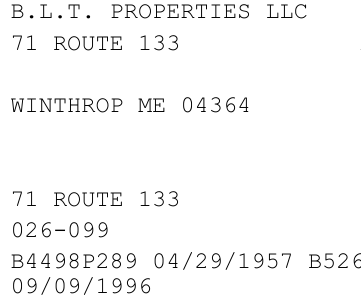 B.L.T. PROPERTIES LLC
71 ROUTE 133
WINTHROP ME 04364
71 ROUTE 133
026-099
B4498P289 04/29/1957 B526
09/09/1996